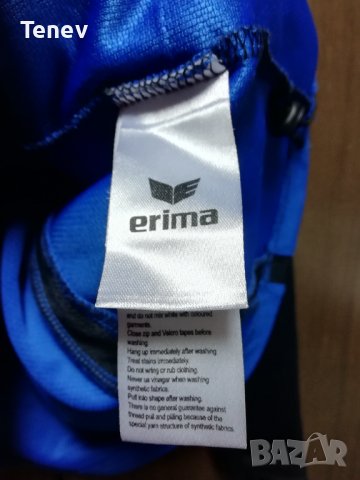 Tenev
erima
and do not mix white with coloured
garments.
Close zip and Velcro tapes before
washing
Hang up immediately after washing.
Treat stains immediately.
Do not wring or rub clothing.
Never us vinegar when washing
synthetic fabrics.
Pull into shape after washing.
There is no general guarantee against
thread pull and pilling because of the
special yarn structure of synthetic fabrics.
BAZAR
bg